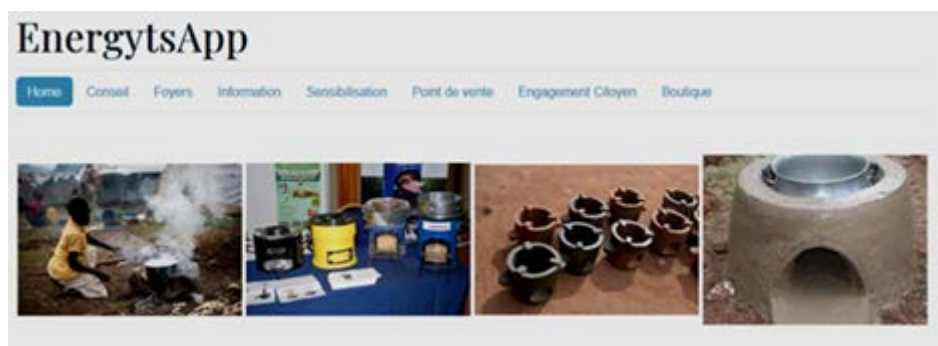 EnergytsApp
Home Conseil Foyers Information Sensibilisation Point de vente Engagement Citoyen Boutique